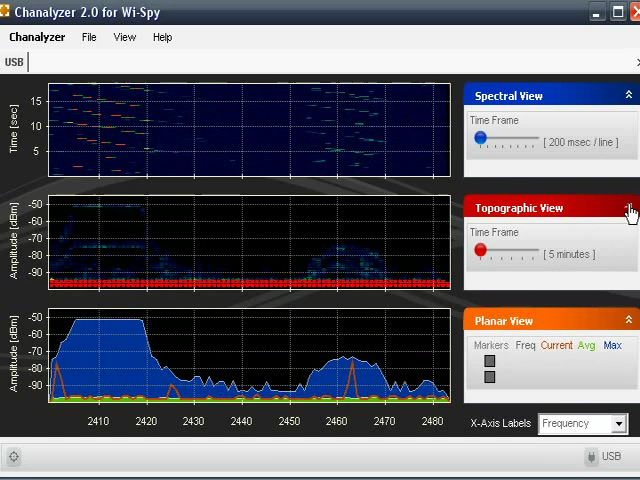 Chanalyzer 2.0 for Wi-Spy
Chanalyzer File View Help
USB
Time [sec]
15
10
5
Spectral View
Time Frame
[ 200 msec / line ]
Amplitude [dBm]
-50
-60
-70
-80
-90
Topographic View
Time Frame
[ 5 minutes ]
Amplitude [dBm]
-50
-60
-70
-80
-90
Planar View
Markers Freq Current Avg Max
2410 2420 2430 2440 2450 2460 2470 2480
X-Axis Labels Frequency
USB